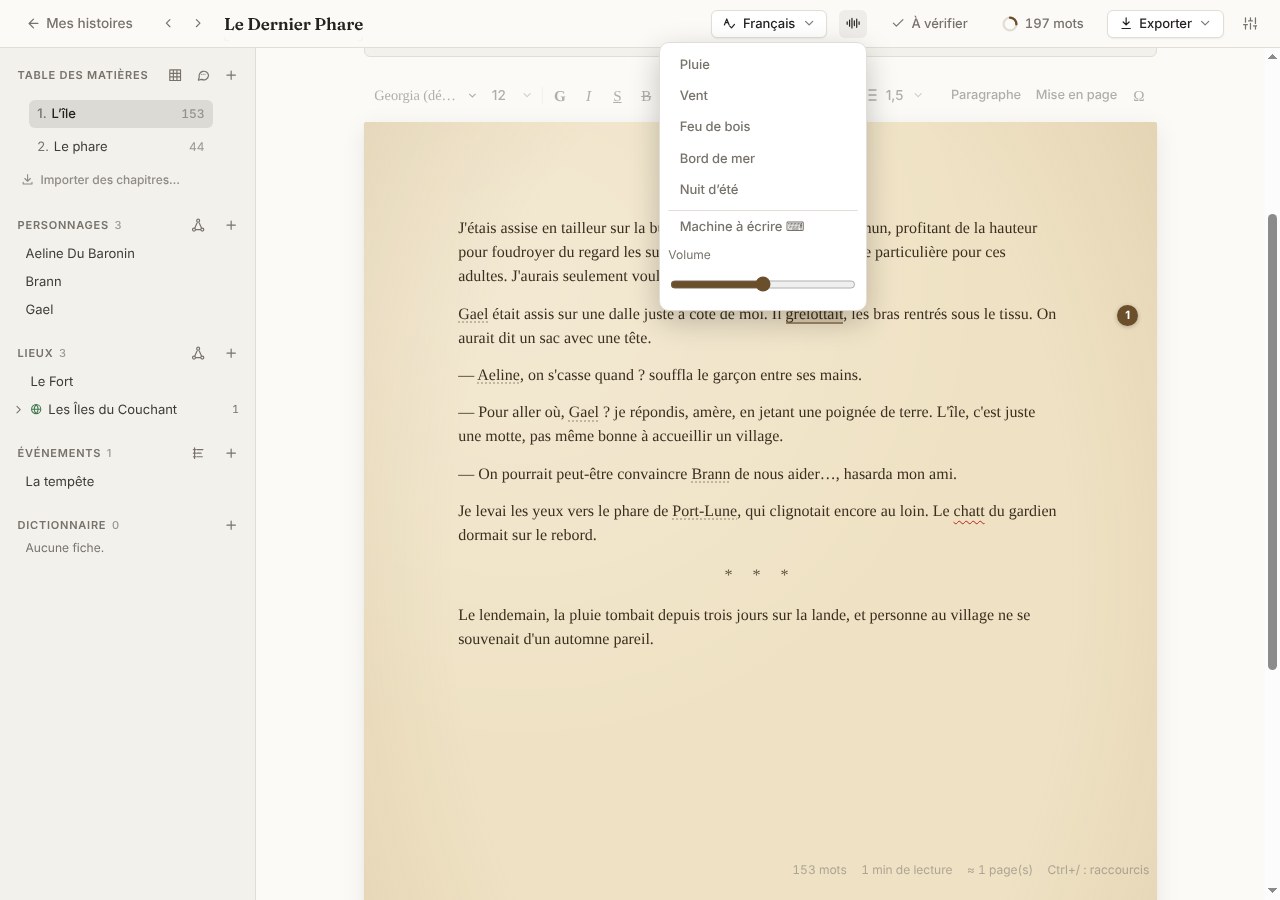 Mes histoires
Le Dernier Phare
Français
À vérifier
197 mots
Exporter
TABLE DES MATIÈRES
1. L'île 153
2. Le phare 44
Importer des chapitres...
PERSONNAGES 3
Aeline Du Baronin
Brann
Gael
LIEUX 3
Le Fort
Les Îles du Couchant 1
ÉVÉNEMENTS 1
La tempête
DICTIONNAIRE 0
Aucune fiche.
Georgia (dé… 12 G I S B 1,5 Paragraphe Mise en page Ω
Pluie
Vent
Feu de bois
Bord de mer
Nuit d'été
Machine à écrire ⌨
Volume
J'étais assise en tailleur sur la profitant de la hauteur
pour foudroyer du regard les particulière pour ces
adultes. J'aurais seulement
Gael était assis sur une dalle juste à côté de moi. Il grelottait, les bras rentrés sous le tissu. On
aurait dit un sac avec une tête.
1
— Aeline, on s'casse quand ? souffla le garçon entre ses mains.
— Pour aller où, Gael ? je répondis, amère, en jetant une poignée de terre. L'île, c'est juste
une motte, pas même bonne à accueillir un village.
— On pourrait peut-être convaincre Brann de nous aider…, hasarda mon ami.
Je levai les yeux vers le phare de Port-Lune, qui clignotait encore au loin. Le chatt du gardien
dormait sur le rebord.
* * *
Le lendemain, la pluie tombait depuis trois jours sur la lande, et personne au village ne se
souvenait d'un automne pareil.
153 mots 1 min de lecture ≈ 1 page(s) Ctrl+/ : raccourcis